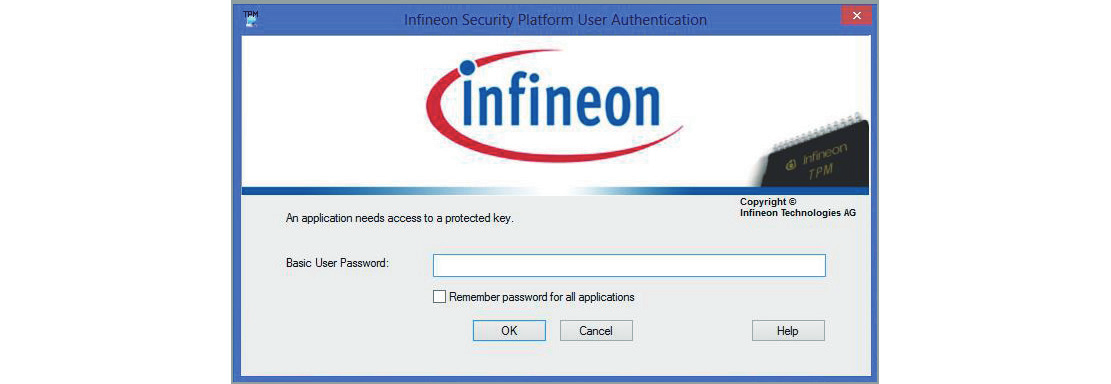 TPM
Infineon Security Platform User Authentication
infineon
Infineon
TPM
Copyright ©
Infineon Technologies AG
An application needs access to a protected key.
Basic User Password:
Remember password for all applications
OK
Cancel
Help